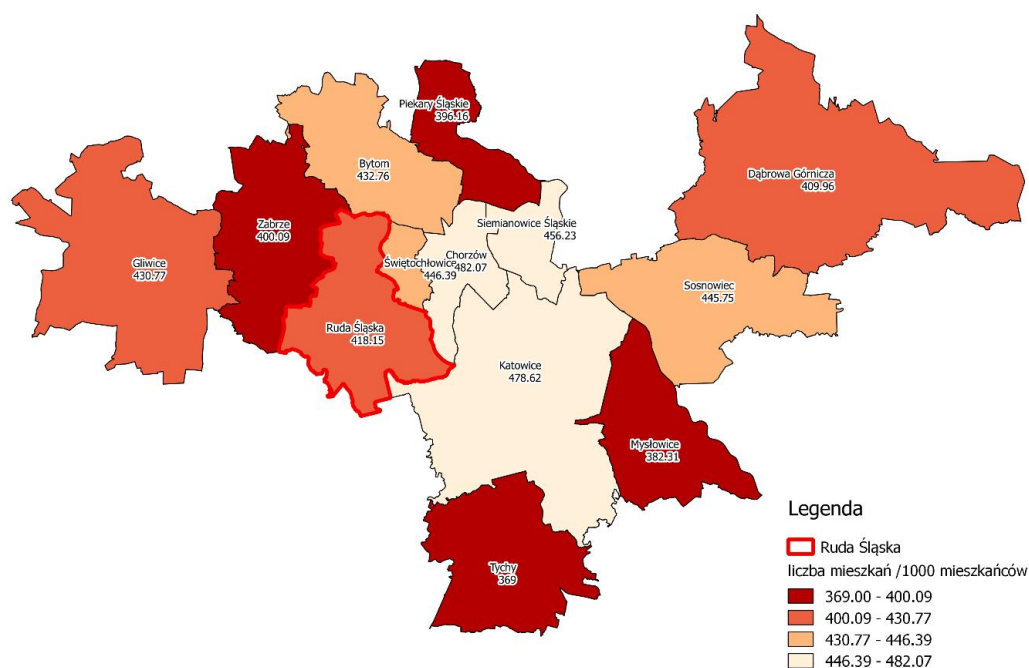 Piekary Śląskie
396.16
Bytom
432.76
Dąbrowa Górnicza
409.96
Zabrze
400.09
Siemianowice Śląskie
456.23
Chorzów
482.07
Świętochłowice
446.39
Gliwice
430.77
Sosnowiec
445.75
Ruda Śląska
418.15
Katowice
478.62
Mysłowice
382.31
Tychy
369
Legenda
Ruda Śląska
liczba mieszkań /1000 mieszkańców
369.00 - 400.09
400.09 - 430.77
430.77 - 446.39
446.39 - 482.07